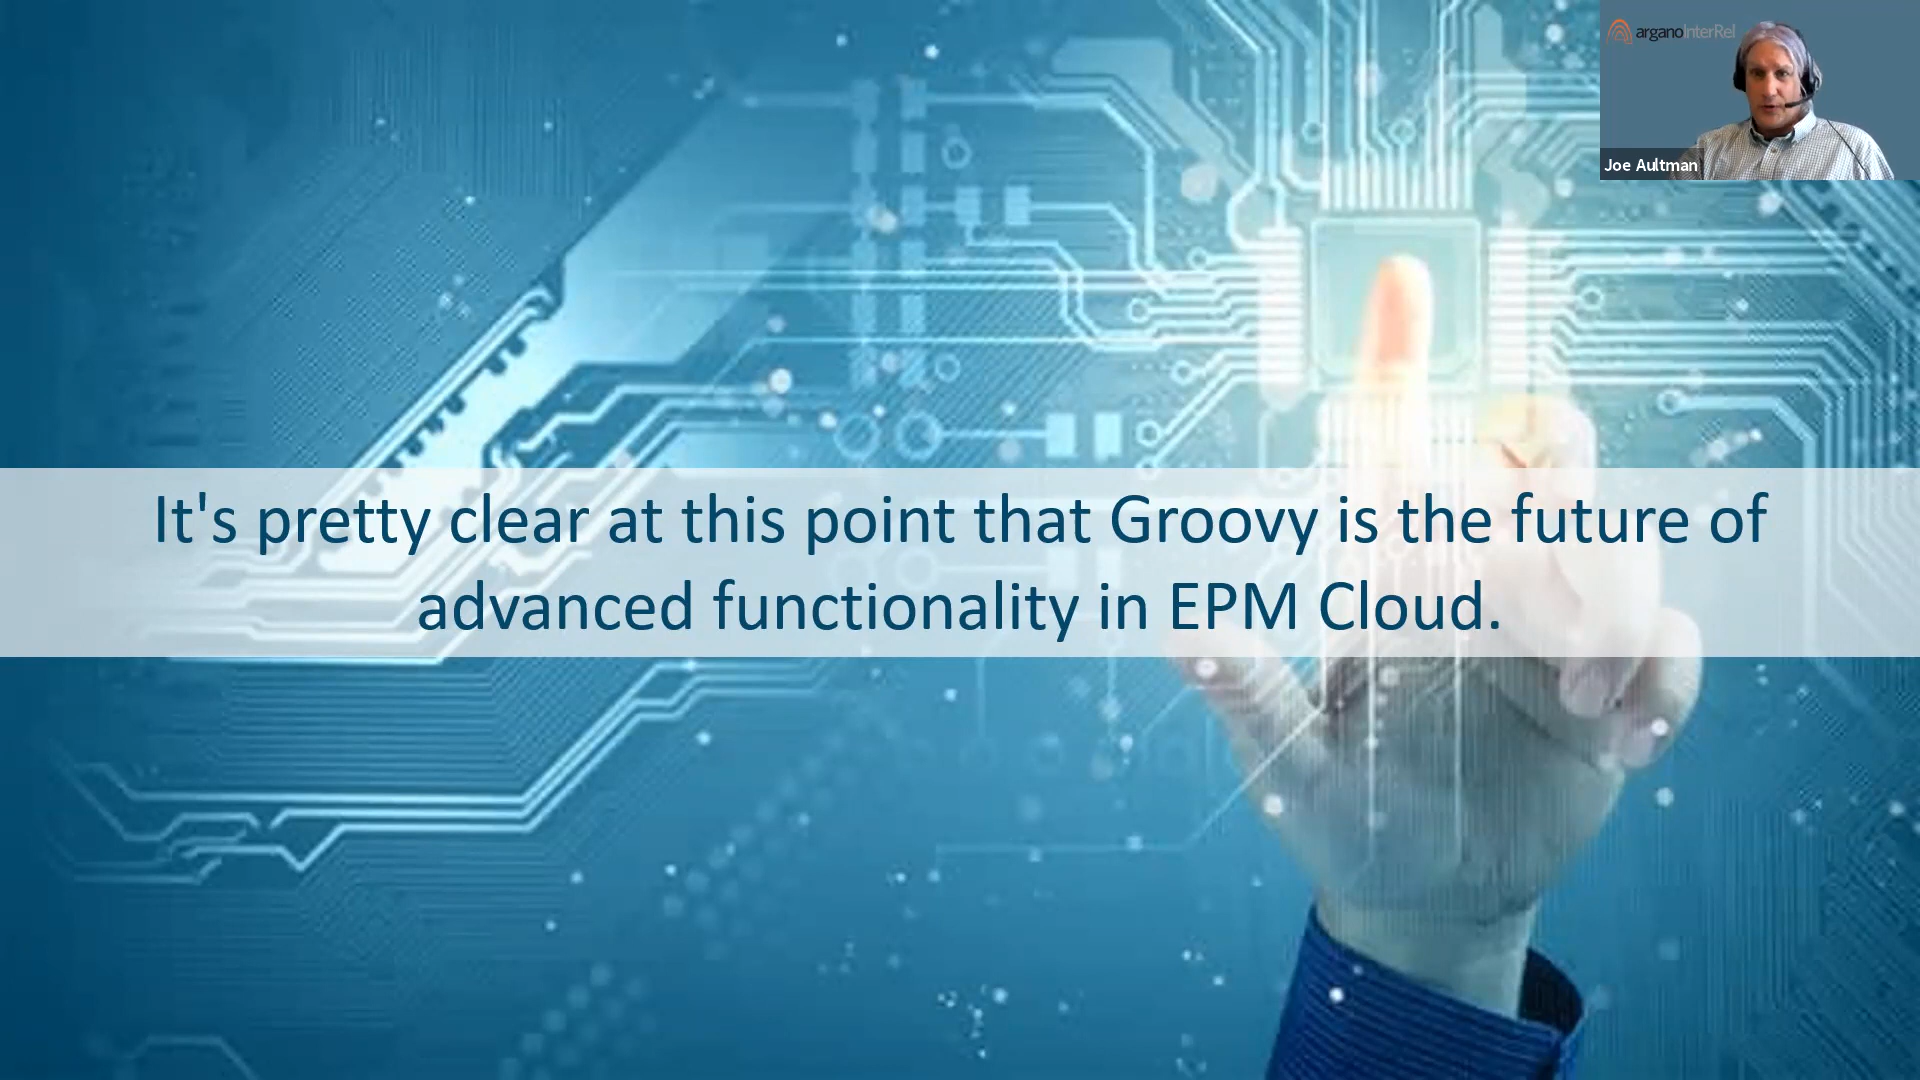 arganoInterRel
Joe Aultman
It's pretty clear at this point that Groovy is the future of
advanced functionality in EPM Cloud.